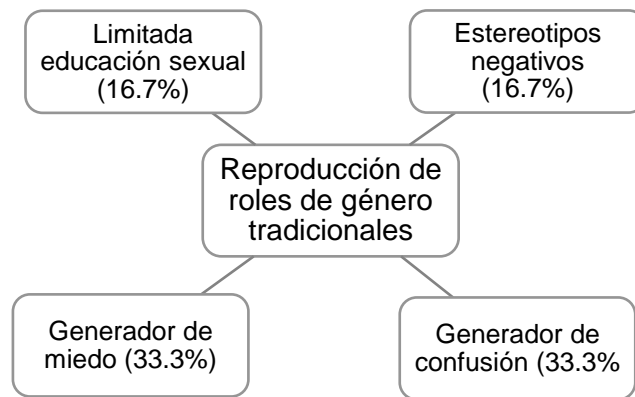 Limitada
educación sexual
(16.7%)
Estereotipos
negativos
(16.7%)
Reproducción de
roles de género
tradicionales
Generador de
miedo (33.3%)
Generador de
confusión (33.3%